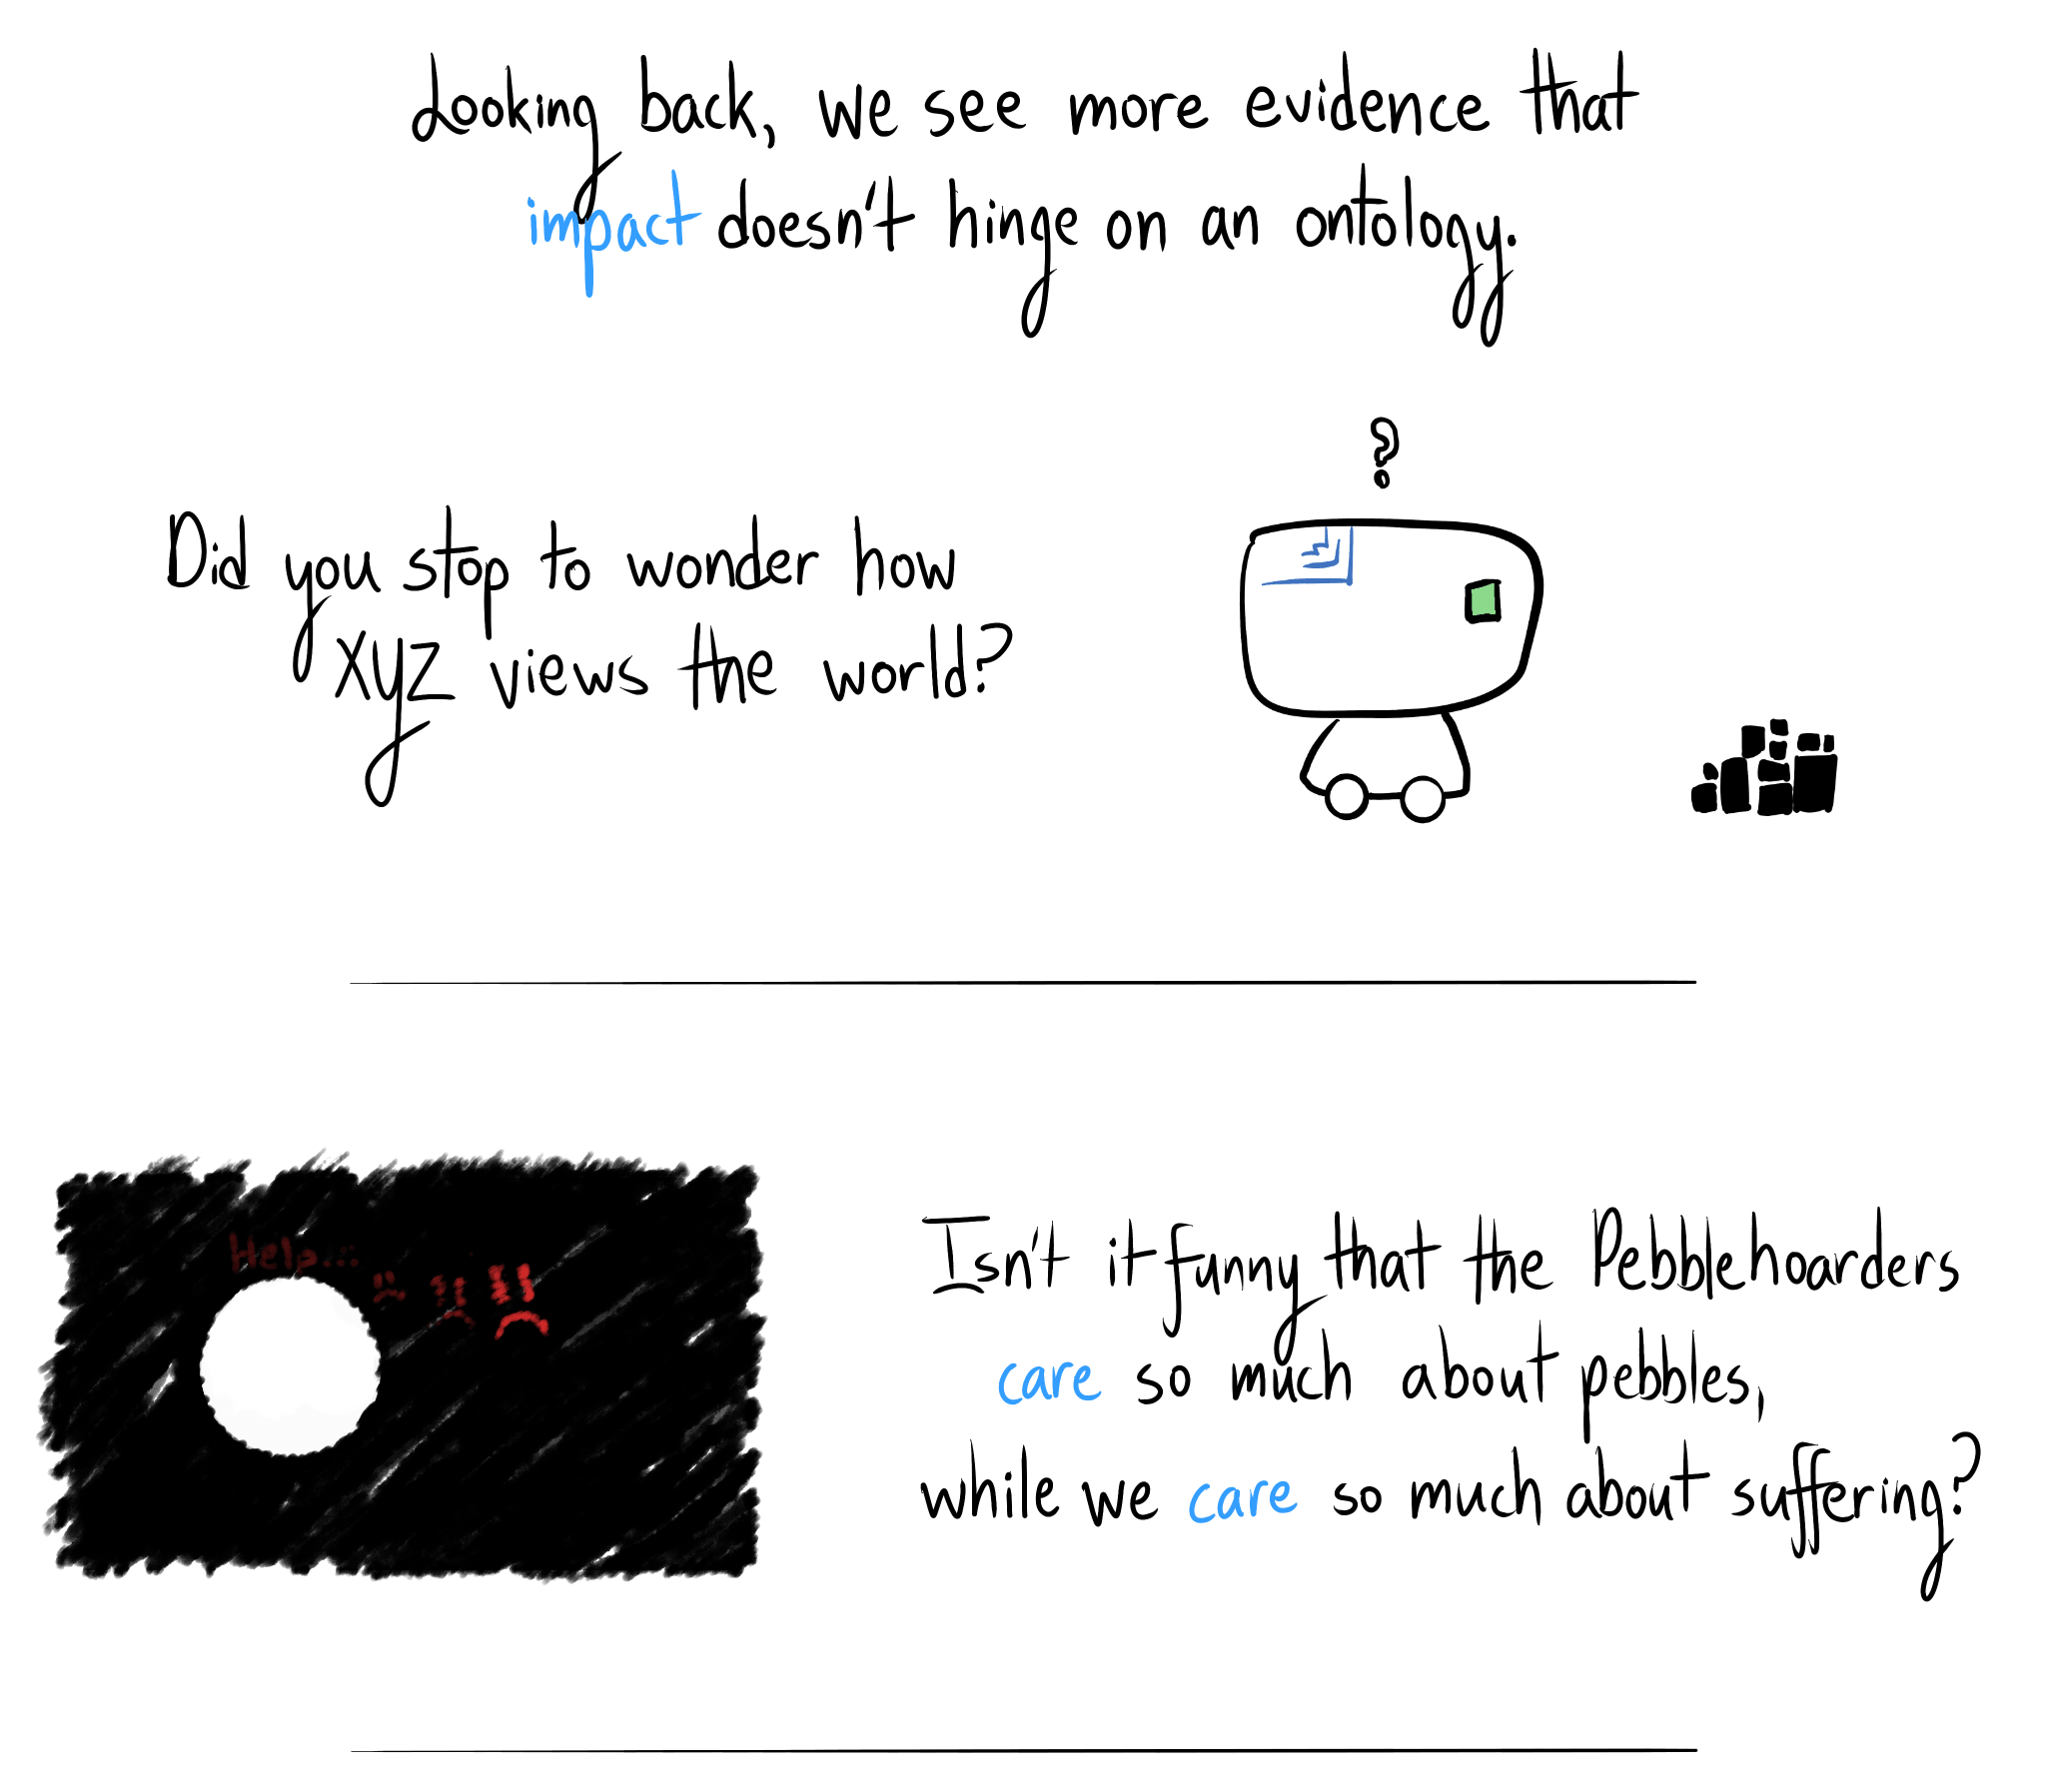 Looking back, we see more evidence that
impact doesn't hinge on an ontology.
?
Did you stop to wonder how
XYZ views the world?
Help...
Isn't it funny that the Pebblehoarders
care so much about pebbles,
while we care so much about suffering?